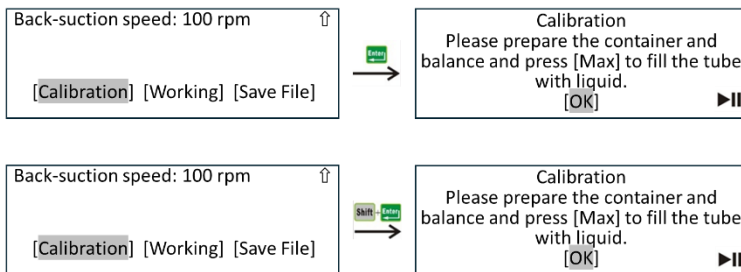 Back-suction speed: 100 rpm ⇧
[Calibration] [Working] [Save File]
Enter
Calibration
Please prepare the container and
balance and press [Max] to fill the tube
with liquid.
[OK]
Back-suction speed: 100 rpm ⇧
[Calibration] [Working] [Save File]
Shift + Enter
Calibration
Please prepare the container and
balance and press [Max] to fill the tube
with liquid.
[OK]